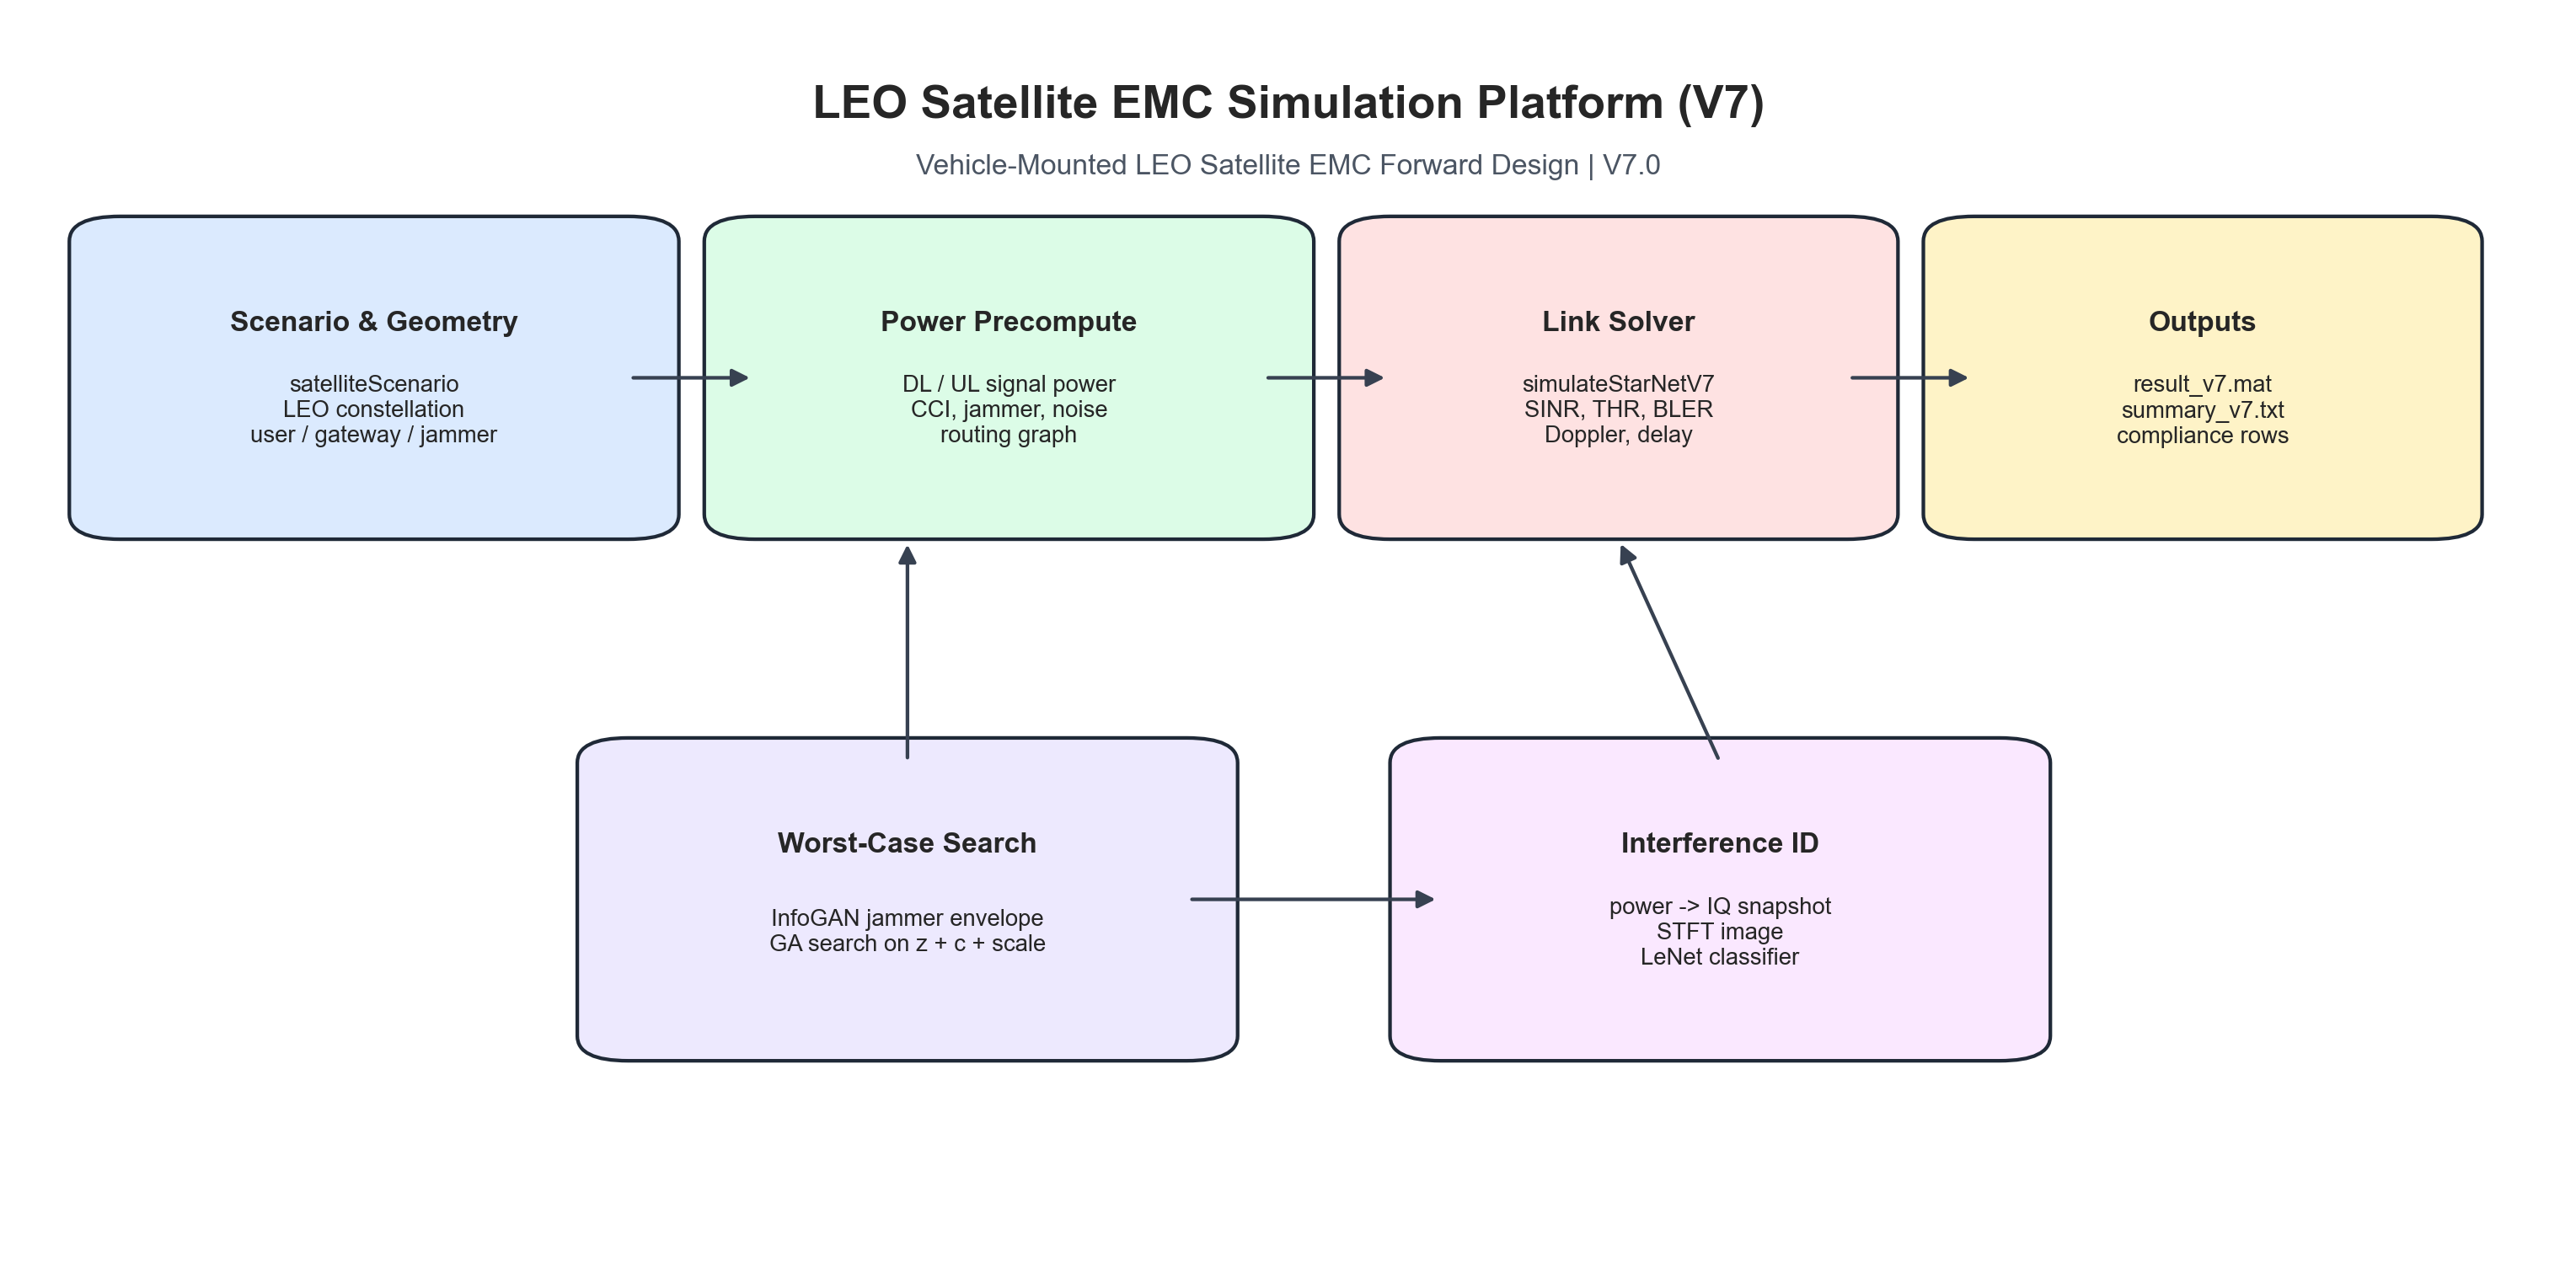 LEO Satellite EMC Simulation Platform (V7)
Vehicle-Mounted LEO Satellite EMC Forward Design | V7.0
Scenario & Geometry
satelliteScenario
LEO constellation
user / gateway / jammer
Power Precompute
DL / UL signal power
CCI, jammer, noise
routing graph
Link Solver
simulateStarNetV7
SINR, THR, BLER
Doppler, delay
Outputs
result_v7.mat
summary_v7.txt
compliance rows
Worst-Case Search
InfoGAN jammer envelope
GA search on z + c + scale
Interference ID
power -> IQ snapshot
STFT image
LeNet classifier